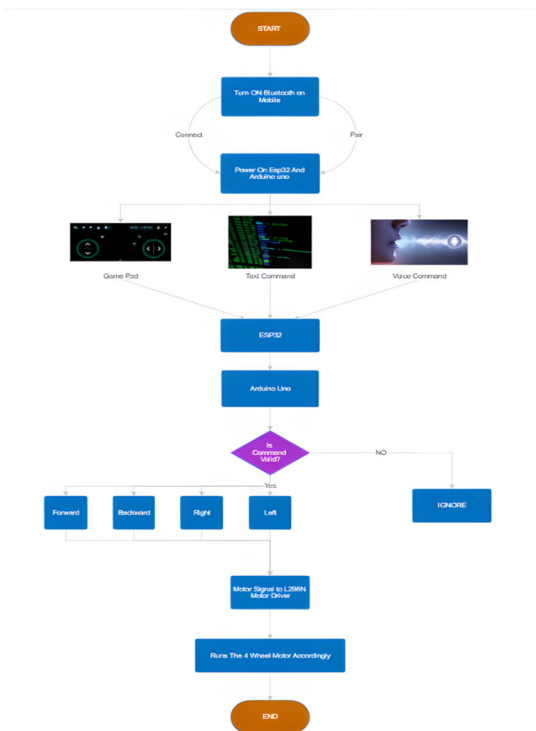 START
Turn ON Bluetooth on
Mobile
Connect
Pair
Power On Esp32 And
Arduino uno
Game Pad
Text Command
Voice Command
ESP32
Arduino Uno
Is
Command
Valid?
NO
Yes
Forward
Backward
Right
Left
IGNORE
Motor Signal to L298N
Motor Driver
Runs The 4 Wheel Motor Accordingly
END